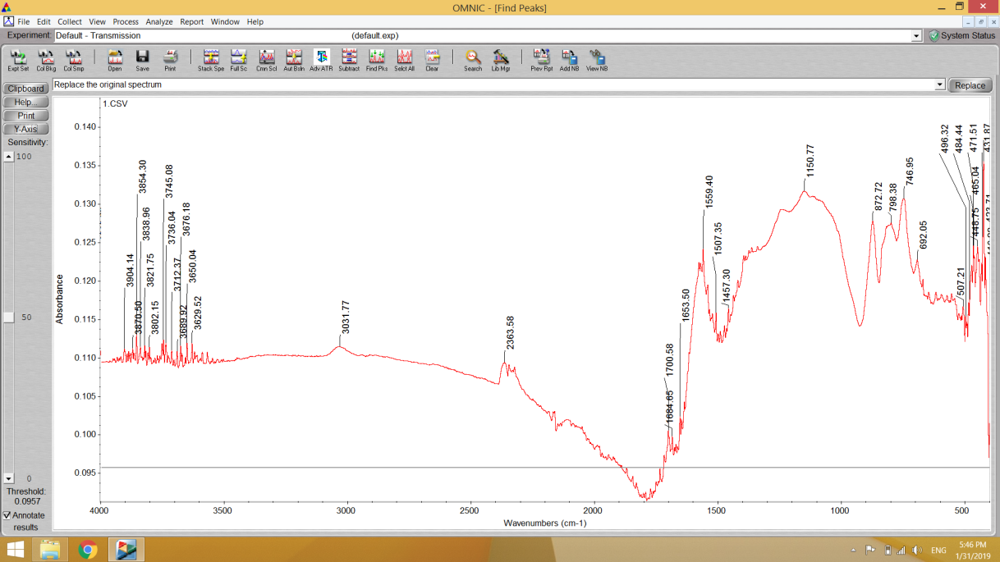 OMNIC - [Find Peaks]
File Edit Collect View Process Analyze Report Window Help
Experiment: Default - Transmission (default.exp) System Status
Expt Set Col Bkg Col Smp Open Save Print Stack Spe Full Sc Cmn Scl Aut Bsln Adv ATR Subtract Find Pks Selct All Clear Search Lib Mgr Prev Rpt Add NB View NB
Clipboard Replace the original spectrum Replace
Help...
Print
Y-Axis
Sensitivity:
100
50
0
Threshold:
0.0957
Annotate
results
1.CSV
0.140
0.135
0.130
0.125
0.120
0.115
0.110
0.105
0.100
0.095
Absorbance
3904.14
3870.50
3854.30
3838.96
3821.75
3802.15
3745.08
3736.04
3712.37
3689.92
3676.18
3650.04
3629.52
3031.77
2363.58
1700.58
1684.65
1653.50
1559.40
1507.35
1457.30
1150.77
872.72
798.38
746.95
692.05
507.21
496.32
484.44
471.51
465.04
448.75
431.87
4000 3500 3000 2500 2000 1500 1000 500
Wavenumbers (cm-1)
ENG
5:46 PM
1/31/2019